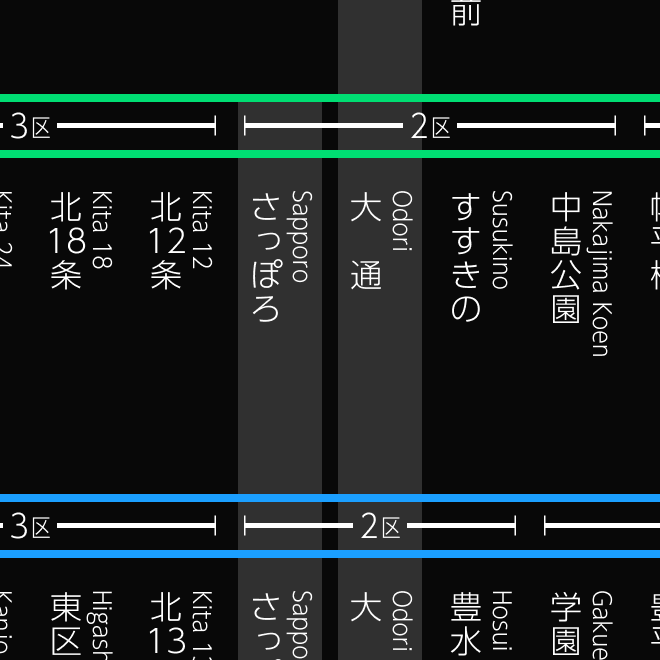 前
3区
2区
北18条
Kita 18
北12条
Kita 12
さっぽろ
Sapporo
大通
Odori
すすきの
Susukino
中島公園
Nakajima Koen
3区
2区
東区
北13
さっ
大
Odori
豊水
Hosui
学園